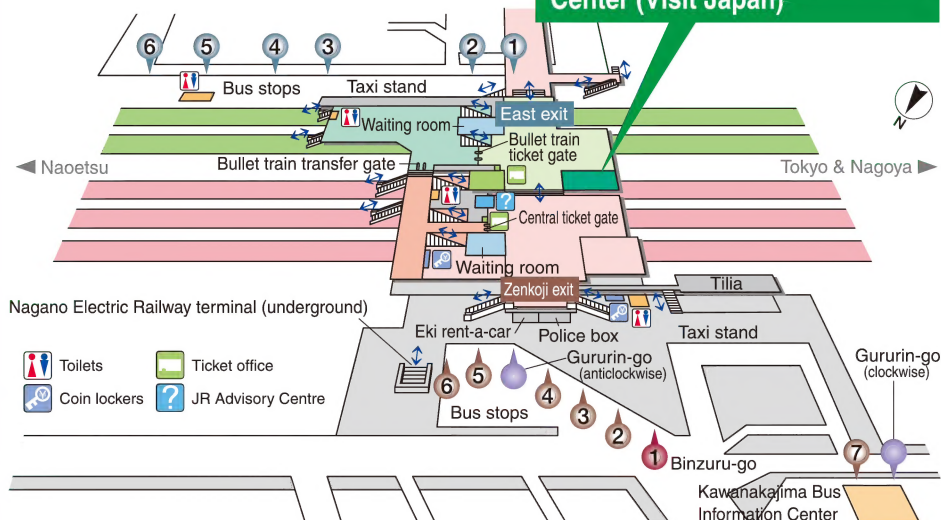 Center (Visit Japan)
6
5
4
3
2
1
Bus stops
Taxi stand
East exit
Waiting room
Bullet train
ticket gate
N
Naoetsu
Bullet train transfer gate
Tokyo & Nagoya
?
Central ticket gate
Waiting room
Zenkoji exit
Tilia
Nagano Electric Railway terminal (underground)
Eki rent-a-car
Police box
Taxi stand
Toilets
Ticket office
Coin lockers
? JR Advisory Centre
Gururin-go
(anticlockwise)
Gururin-go
(clockwise)
6
5
4
3
2
1
Bus stops
Binzuru-go
7
Kawanakajima Bus
Information Center